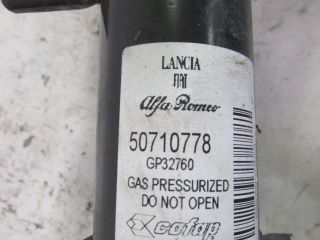 LANCIA
FIAT
Alfa Romeo
50710778
GP32760
GAS PRESSURIZED
DO NOT OPEN
cofap